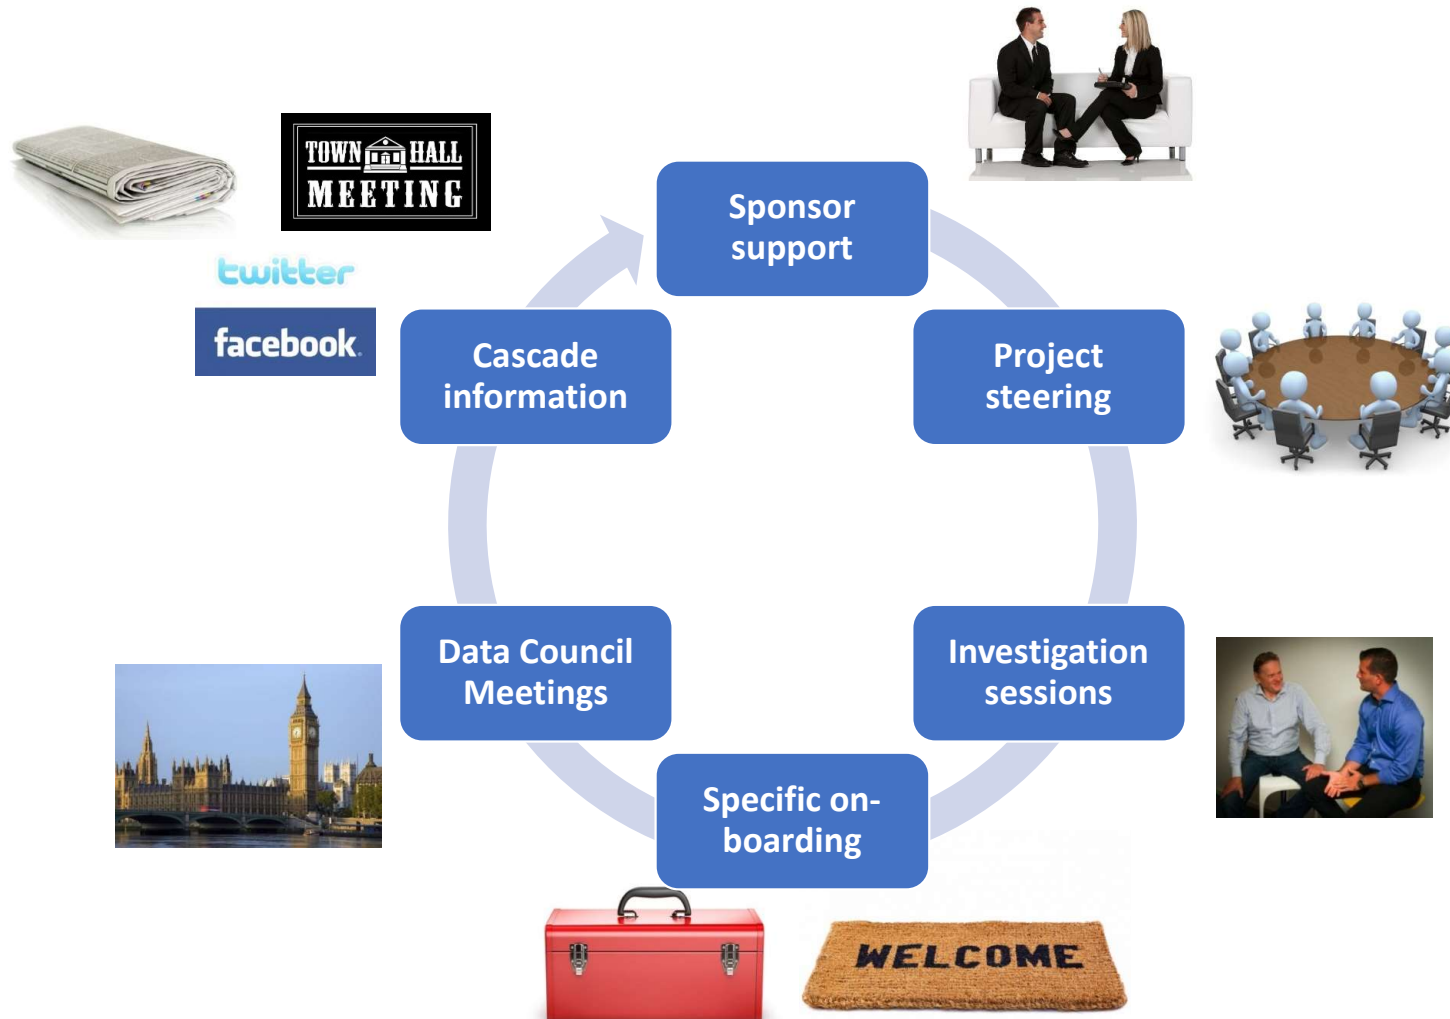 TOWN HALL
MEETING
twitter
facebook.
Sponsor
support
Project
steering
Investigation
sessions
Specific on-
boarding
Data Council
Meetings
Cascade
information
WELCOME